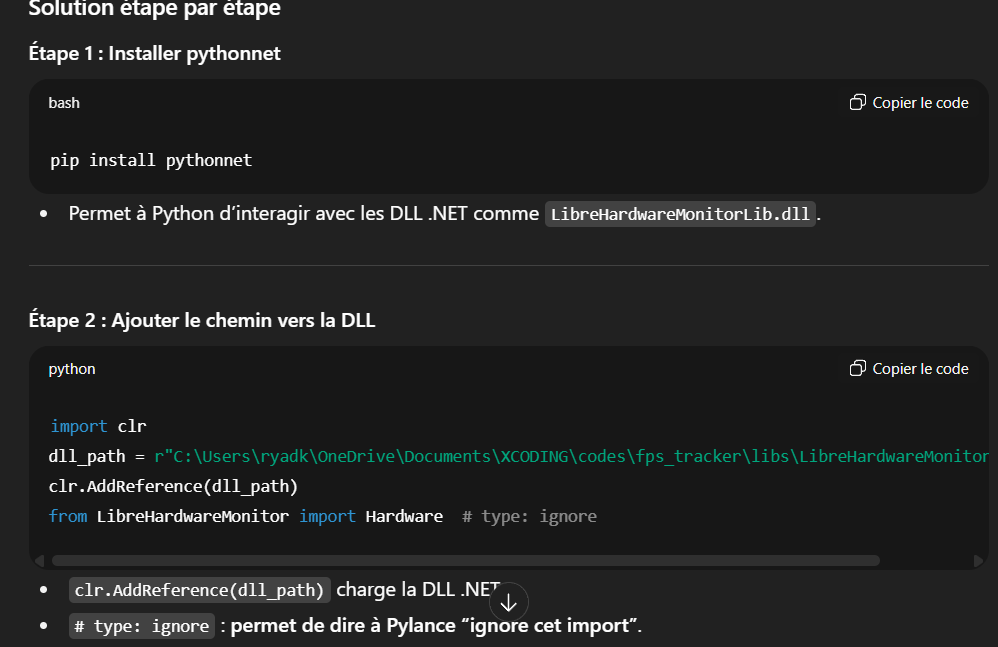 Solution étape par étape
Étape 1 : Installer pythonnet
bash
Copier le code
pip install pythonnet
Permet à Python d’interagir avec les DLL .NET comme LibreHardwareMonitorLib.dll.
Étape 2 : Ajouter le chemin vers la DLL
python
Copier le code
import clr
dll_path = r"C:\Users\ryadk\OneDrive\Documents\XCODING\codes\fps_tracker\libs\LibreHardwareMonitor
clr.AddReference(dll_path)
from LibreHardwareMonitor import Hardware  # type: ignore
clr.AddReference(dll_path) charge la DLL .NET
# type: ignore : permet de dire à Pylance “ignore cet import”.